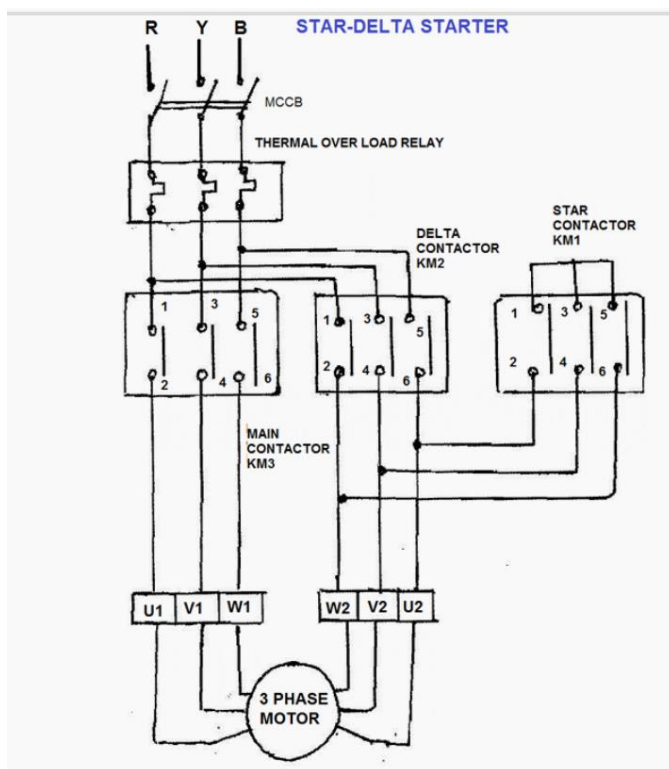 R Y B STAR-DELTA STARTER
MCCB
THERMAL OVER LOAD RELAY
STAR
CONTACTOR
KM1
DELTA
CONTACTOR
KM2
1 3 5
1 3 5
1 3 5
2 4 6
2 4 6
2 4 6
MAIN
CONTACTOR
KM3
U1 V1 W1 W2 V2 U2
3 PHASE
MOTOR